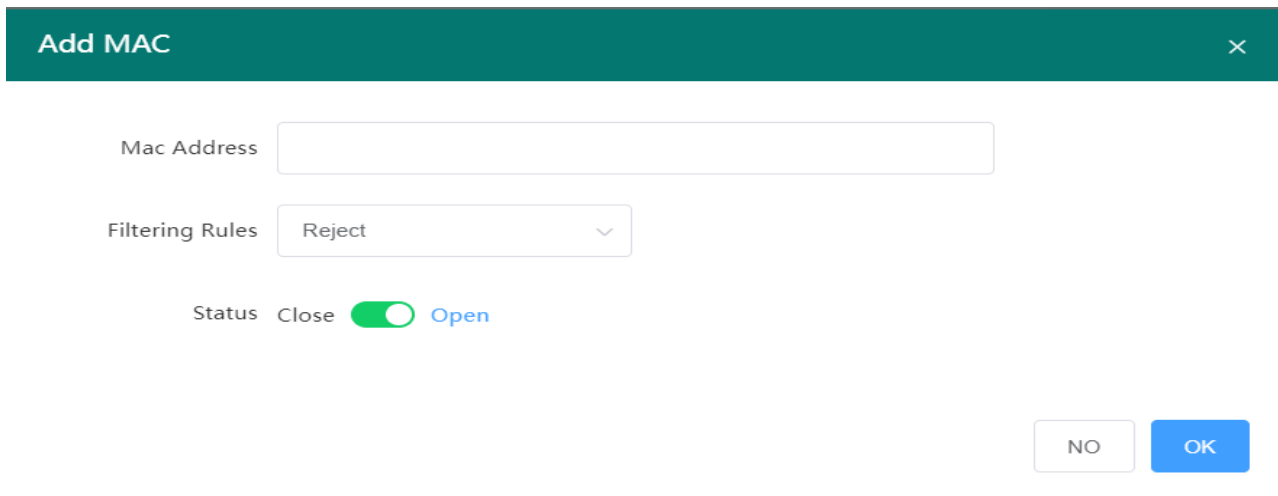 Add MAC
Mac Address
Filtering Rules Reject
Status Close Open
NO OK